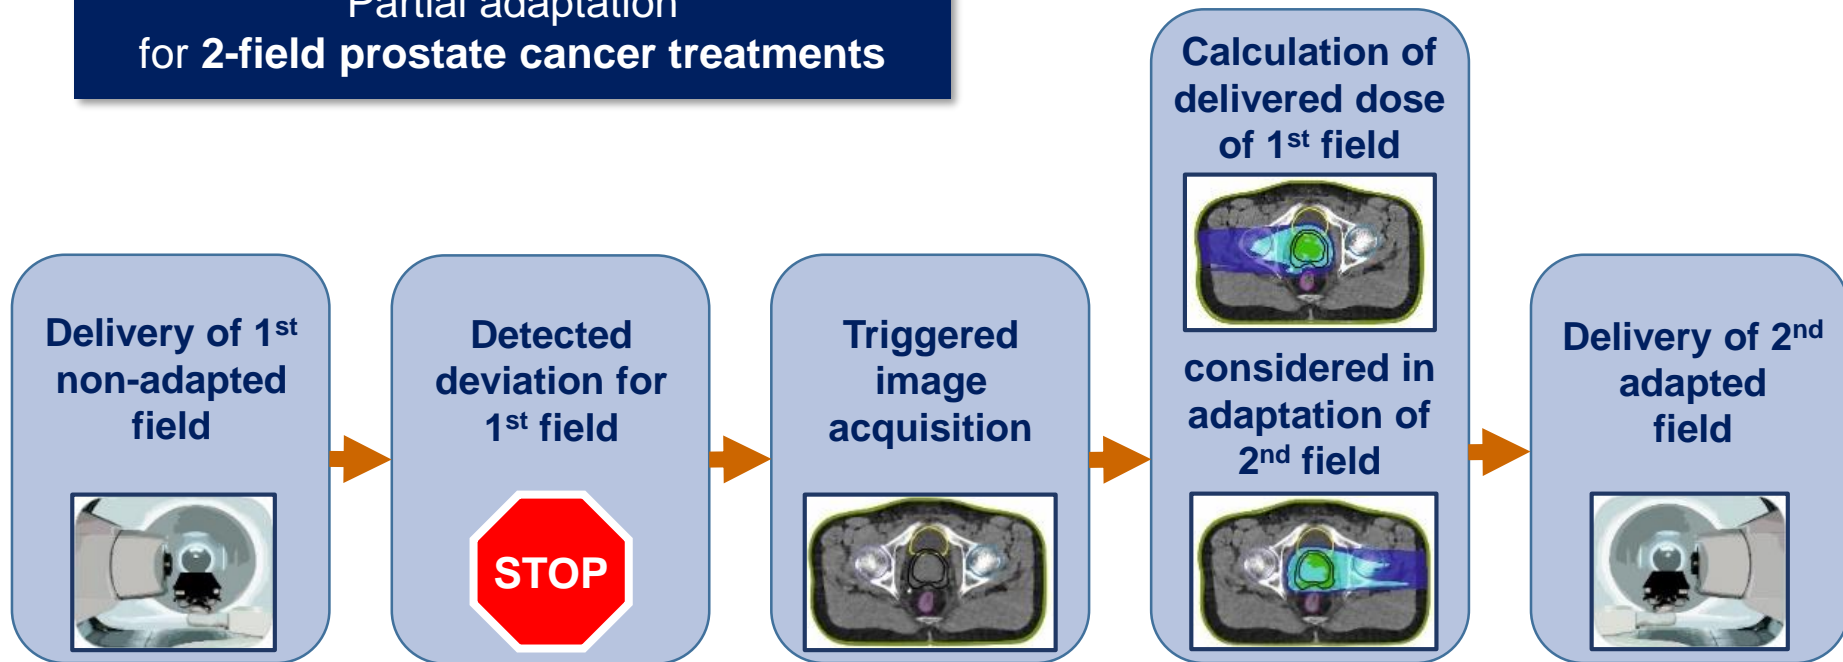 Partial adaptation
for 2-field prostate cancer treatments
Delivery of 1st
non-adapted
field
Detected
deviation for
1st field
STOP
Triggered
image
acquisition
Calculation of
delivered dose
of 1st field
considered in
adaptation of
2nd field
Delivery of 2nd
adapted
field